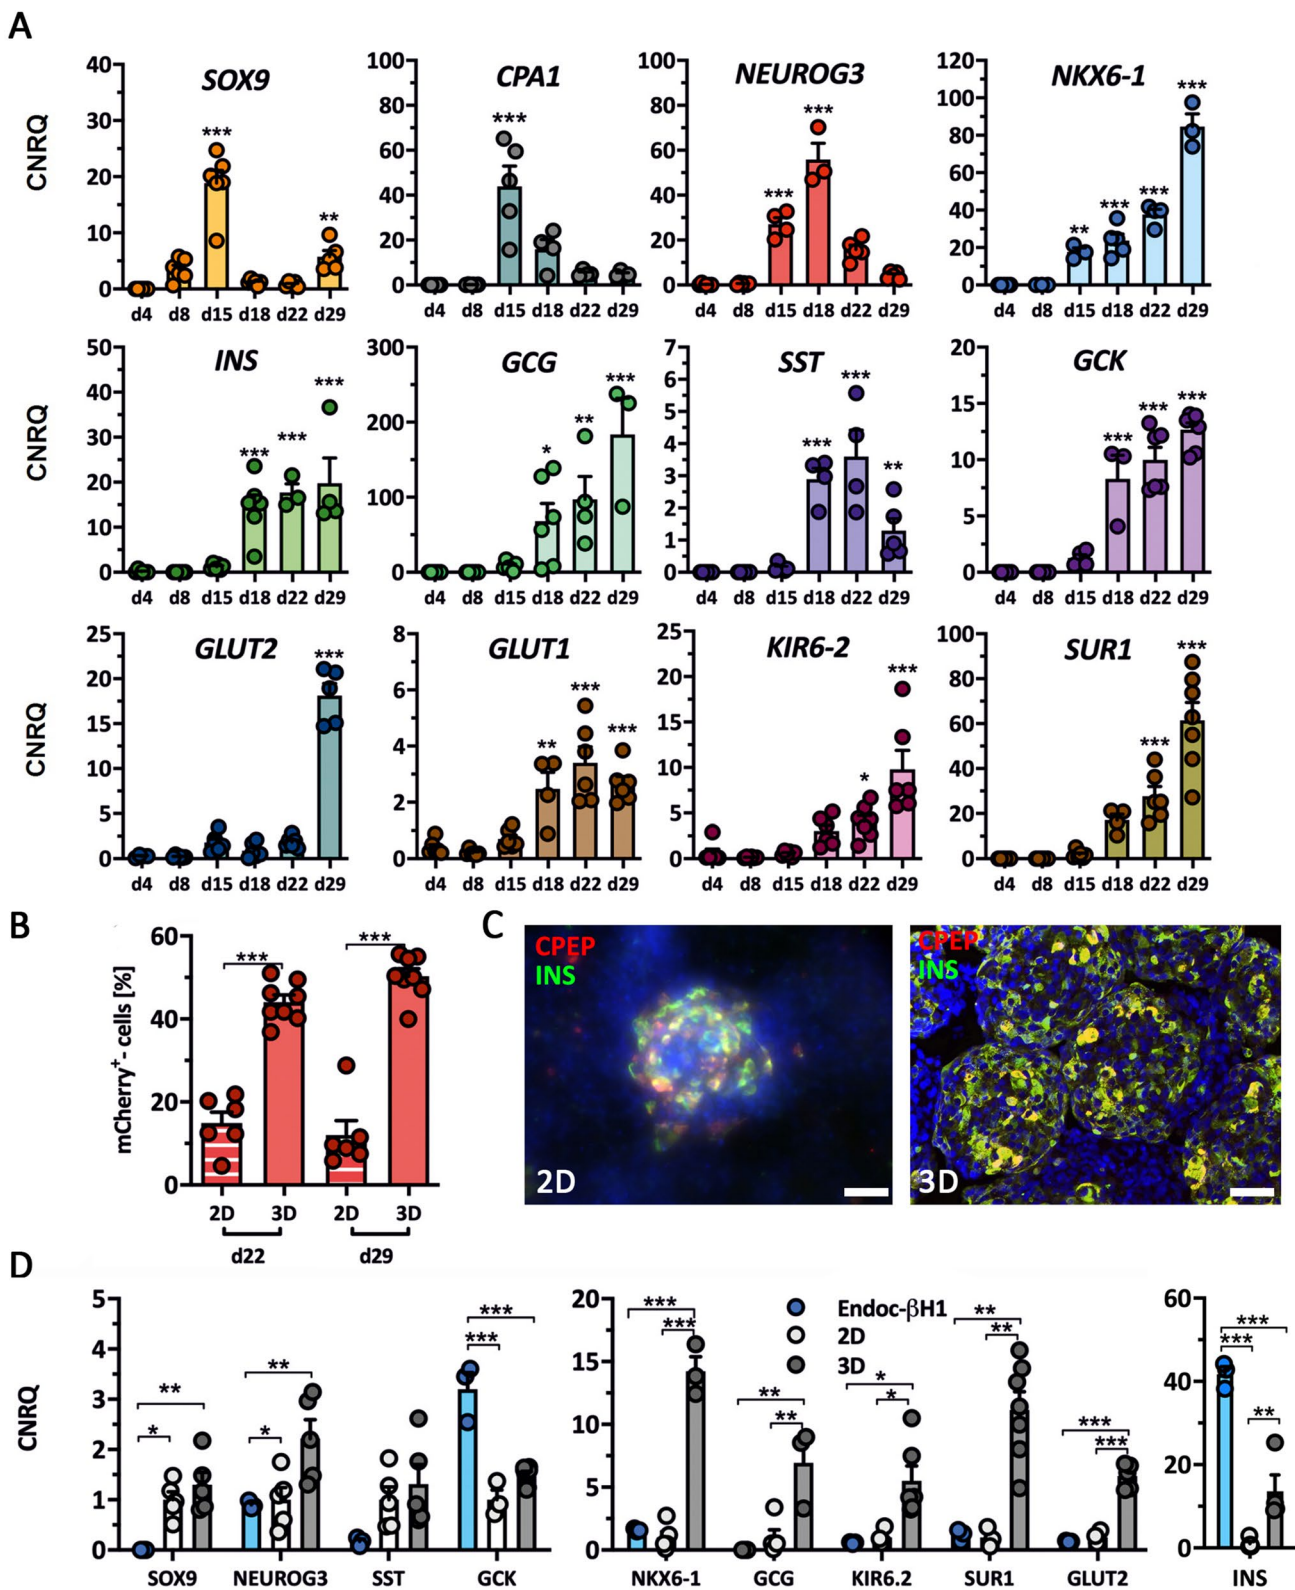 A
SOX9
CPA1
NEUROG3
NKX6-1
CNRQ
40
30
20
10
0
100
80
60
40
20
0
100
80
60
40
20
0
120
100
80
60
40
20
0
***
**
***
***
***
**
***
***
***
d4 d8 d15 d18 d22 d29
d4 d8 d15 d18 d22 d29
d4 d8 d15 d18 d22 d29
d4 d8 d15 d18 d22 d29
INS
GCG
SST
GCK
CNRQ
50
40
30
20
10
0
300
200
100
0
7
6
5
4
3
2
1
0
20
15
10
5
0
***
***
***
*
**
***
***
***
**
***
***
***
d4 d8 d15 d18 d22 d29
d4 d8 d15 d18 d22 d29
d4 d8 d15 d18 d22 d29
d4 d8 d15 d18 d22 d29
GLUT2
GLUT1
KIR6-2
SUR1
CNRQ
25
20
15
10
5
0
8
6
4
2
0
25
20
15
10
5
0
100
80
60
40
20
0
***
**
***
***
*
***
***
***
d4 d8 d15 d18 d22 d29
d4 d8 d15 d18 d22 d29
d4 d8 d15 d18 d22 d29
d4 d8 d15 d18 d22 d29
B
mCherry+- cells [%]
60
40
20
0
***
***
2D 3D 2D 3D
d22 d29
C
CPEP
INS
2D
CPEP
INS
3D
D
CNRQ
5
4
3
2
1
0
**
*
**
*
***
***
SOX9 NEUROG3 SST GCK
20
15
10
5
0
Endoc-βH1
2D
3D
***
***
**
**
*
*
**
**
***
***
NKX6-1 GCG KIR6.2 SUR1 GLUT2
60
40
20
0
***
***
**
INS